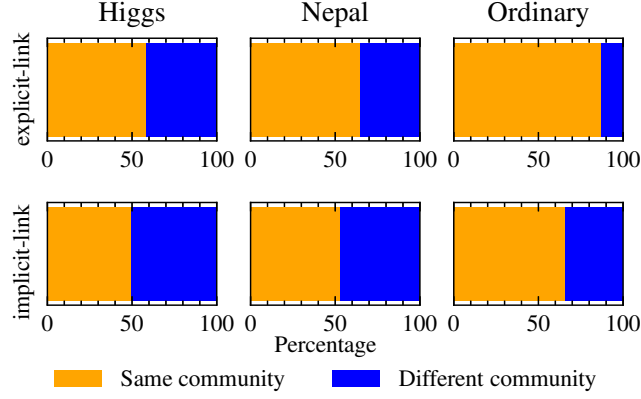 Higgs Nepal Ordinary
explicit-link
0 50 100 0 50 100 0 50 100
implicit-link
0 50 100 0 50 100 0 50 100
Percentage
Same community Different community